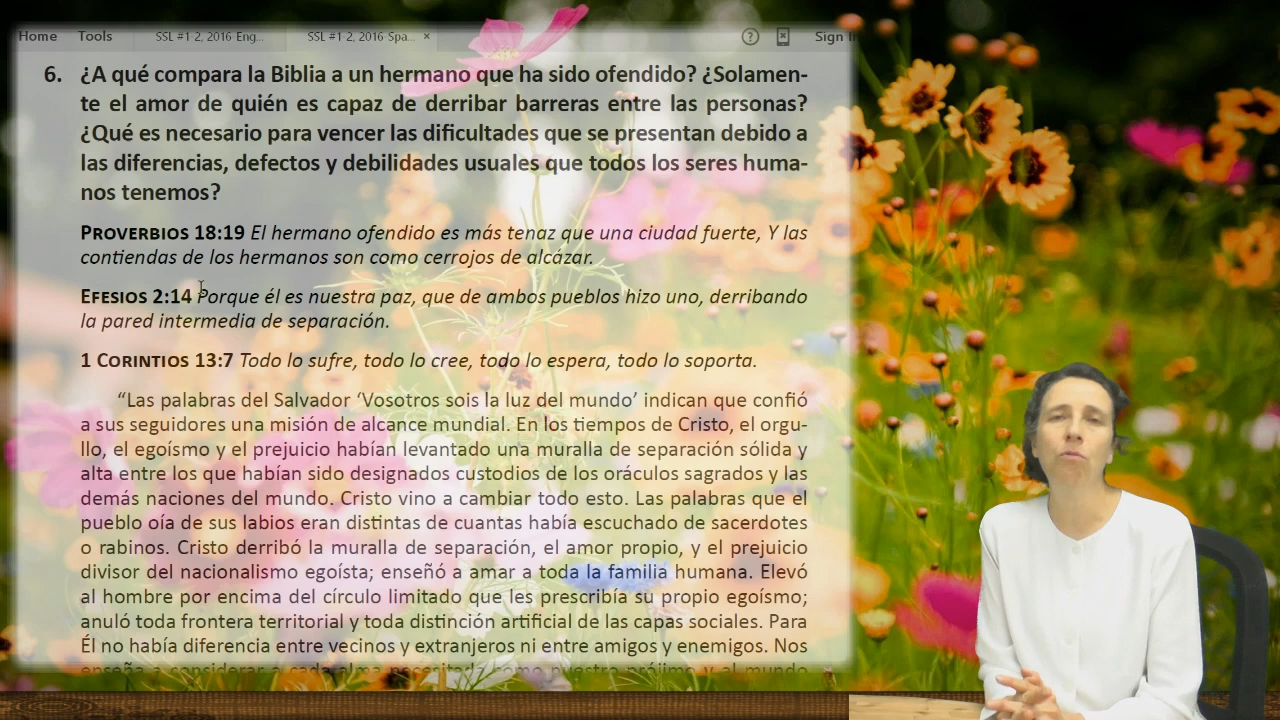 Home Tools SSL #1-2, 2016-Eng... SSL #1-2, 2016-Spa... × ? Sign In
6. ¿A qué compara la Biblia a un hermano que ha sido ofendido? ¿Solamen-
te el amor de quién es capaz de derribar barreras entre las personas?
¿Qué es necesario para vencer las dificultades que se presentan debido a
las diferencias, defectos y debilidades usuales que todos los seres huma-
nos tenemos?
PROVERBIOS 18:19 El hermano ofendido es más tenaz que una ciudad fuerte, Y las
contiendas de los hermanos son como cerrojos de alcázar.
EFESIOS 2:14 Porque él es nuestra paz, que de ambos pueblos hizo uno, derribando
la pared intermedia de separación.
1 CORINTIOS 13:7 Todo lo sufre, todo lo cree, todo lo espera, todo lo soporta.
“Las palabras del Salvador ‘Vosotros sois la luz del mundo’ indican que confió
a sus seguidores una misión de alcance mundial. En los tiempos de Cristo, el orgu-
llo, el egoísmo y el prejuicio habían levantado una muralla de separación sólida y
alta entre los que habían sido designados custodios de los oráculos sagrados y las
demás naciones del mundo. Cristo vino a cambiar todo esto. Las palabras que el
pueblo oía de sus labios eran distintas de cuantas había escuchado de sacerdotes
o rabinos. Cristo derribó la muralla de separación, el amor propio, y el prejuicio
divisor del nacionalismo egoísta; enseñó a amar a toda la familia humana. Elevó
al hombre por encima del círculo limitado que les prescribía su propio egoísmo;
anuló toda frontera territorial y toda distinción artificial de las capas sociales. Para
Él no había diferencia entre vecinos y extranjeros ni entre amigos y enemigos. Nos
enseña a considerar a cada alma necesitada como nuestro prójimo y al mundo